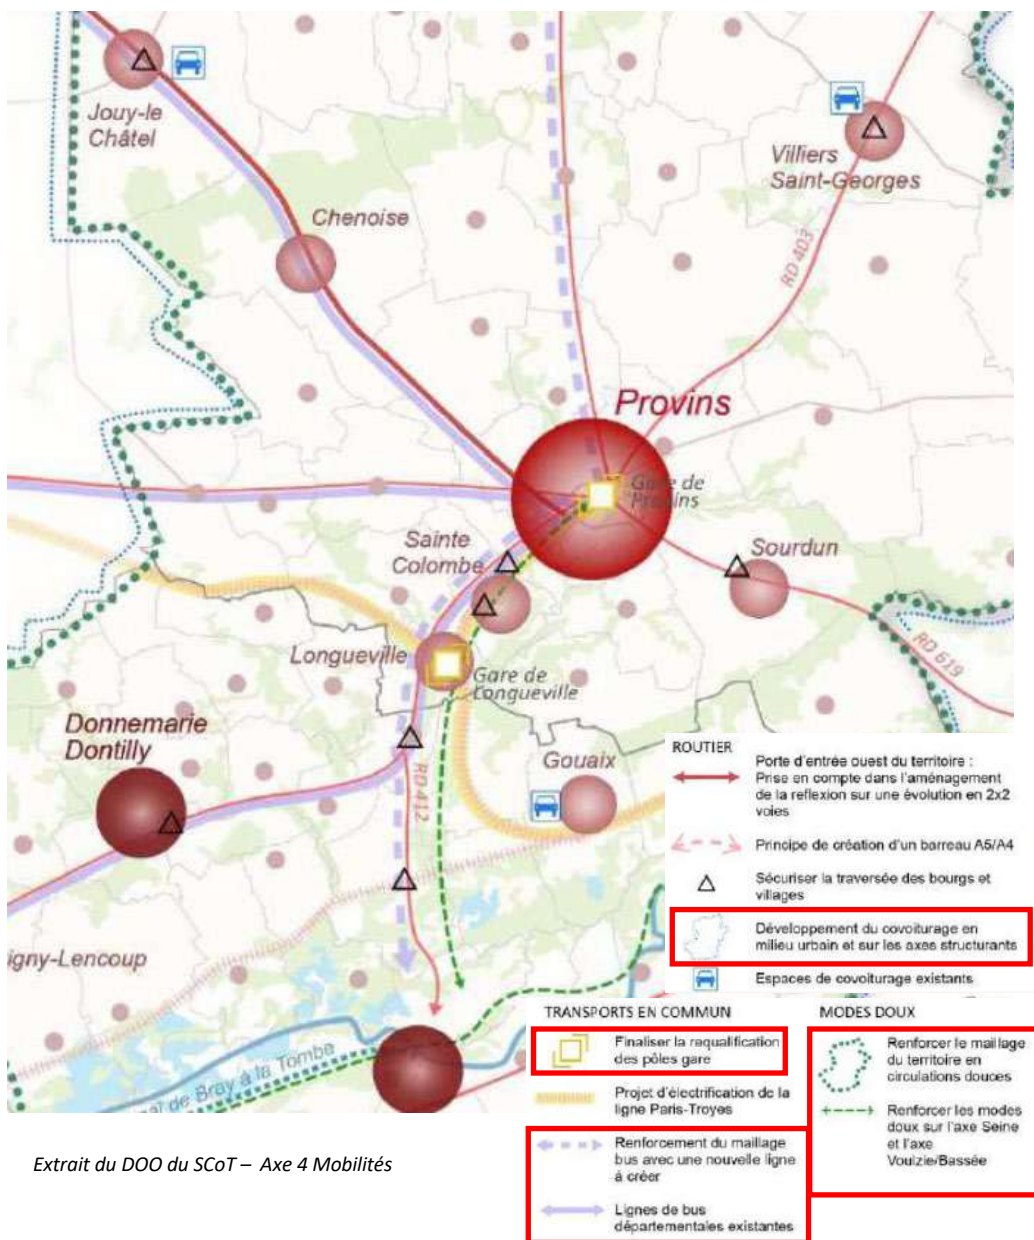 Jouy-le
Châtel
Villiers
Saint-Georges
Chenoise
RD 403
Provins
Gare de
Provins
Sainte
Colombe
Sourdun
Longueville
Gare de
Longueville
RD 619
Donnemarie
Dontilly
RD 412
Gouaix
igny-Lencoup
al de Bray à la Tombe
ROUTIER
Porte d'entrée ouest du territoire :
Prise en compte dans l'aménagement
de la reflexion sur une évolution en 2x2
voies
Principe de création d'un barreau A5/A4
Sécuriser la traversée des bourgs et
villages
Développement du covoiturage en
milieu urbain et sur les axes structurants
Espaces de covoiturage existants
TRANSPORTS EN COMMUN
Finaliser la requalification
des pôles gare
Projet d'électrification de la
ligne Paris-Troyes
Renforcement du maillage
bus avec une nouvelle ligne
à créer
Lignes de bus
départementales existantes
MODES DOUX
Renforcer le maillage
du territoire en
circulations douces
Renforcer les modes
doux sur l'axe Seine
et l'axe
Voulzie/Bassée
Extrait du DOO du SCoT – Axe 4 Mobilités